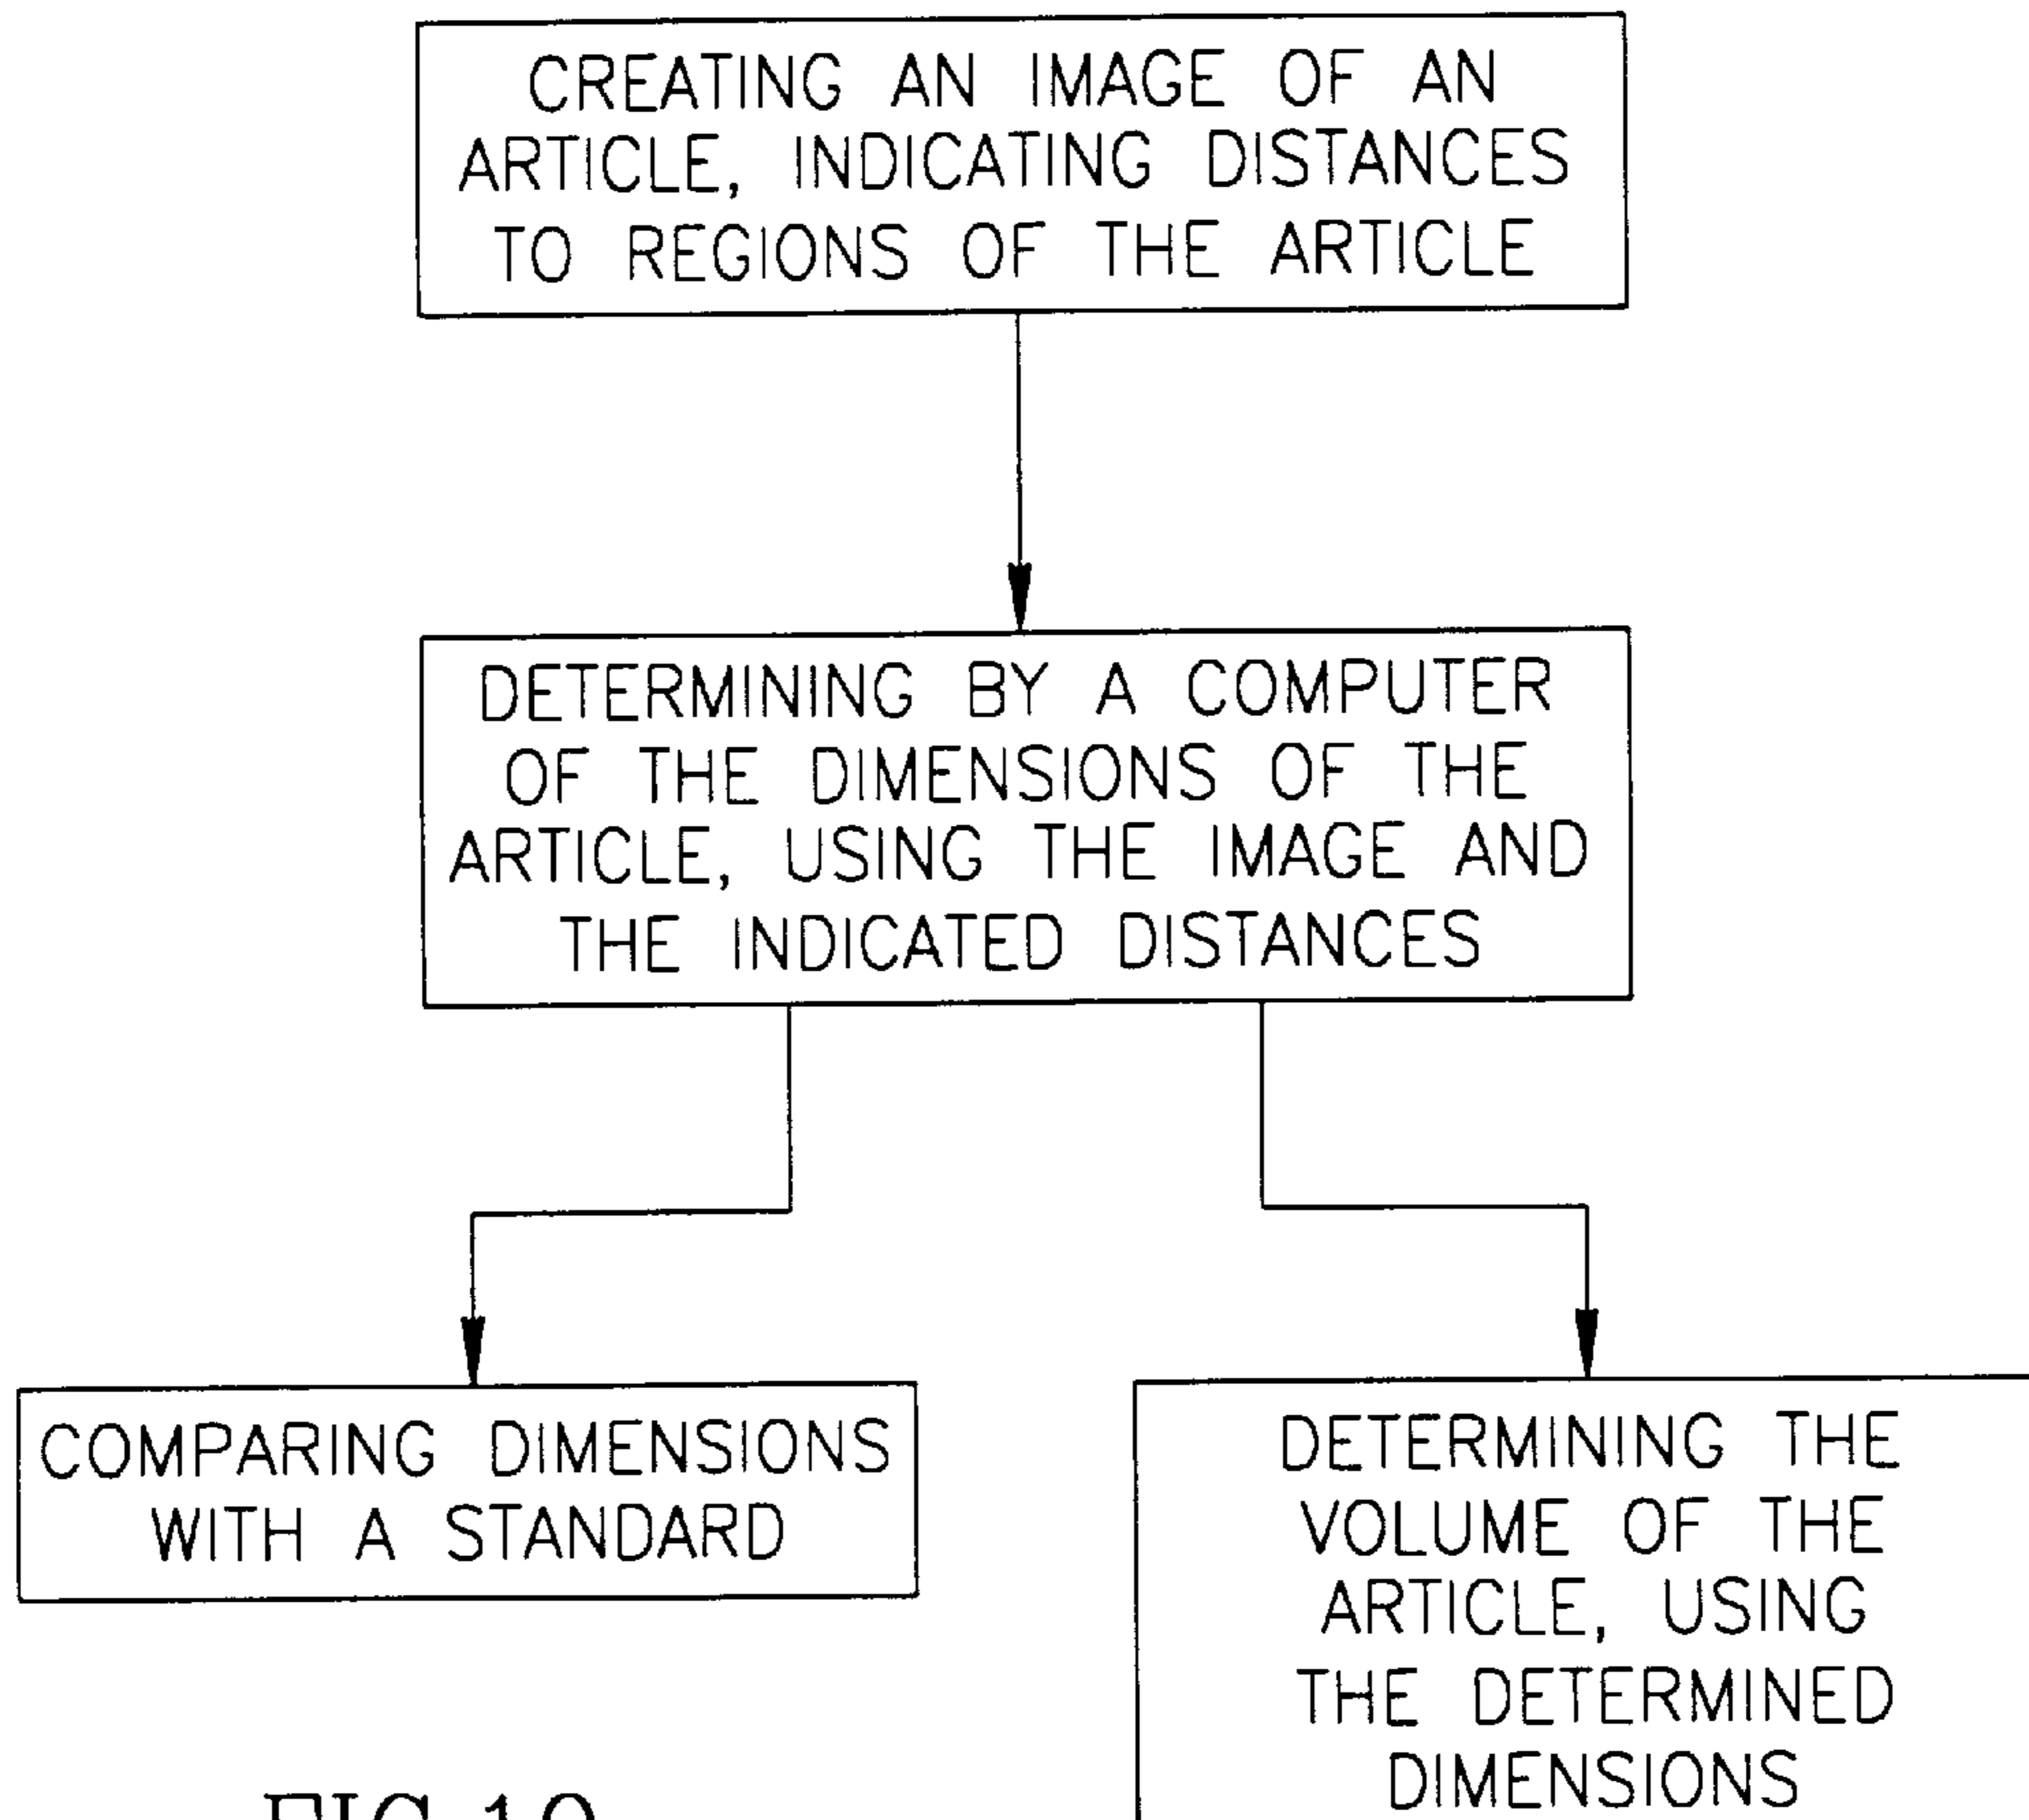 CREATING AN IMAGE OF AN
ARTICLE, INDICATING DISTANCES
TO REGIONS OF THE ARTICLE
DETERMINING BY A COMPUTER
OF THE DIMENSIONS OF THE
ARTICLE, USING THE IMAGE AND
THE INDICATED DISTANCES
COMPARING DIMENSIONS
WITH A STANDARD
DETERMINING THE
VOLUME OF THE
ARTICLE, USING
THE DETERMINED
DIMENSIONS